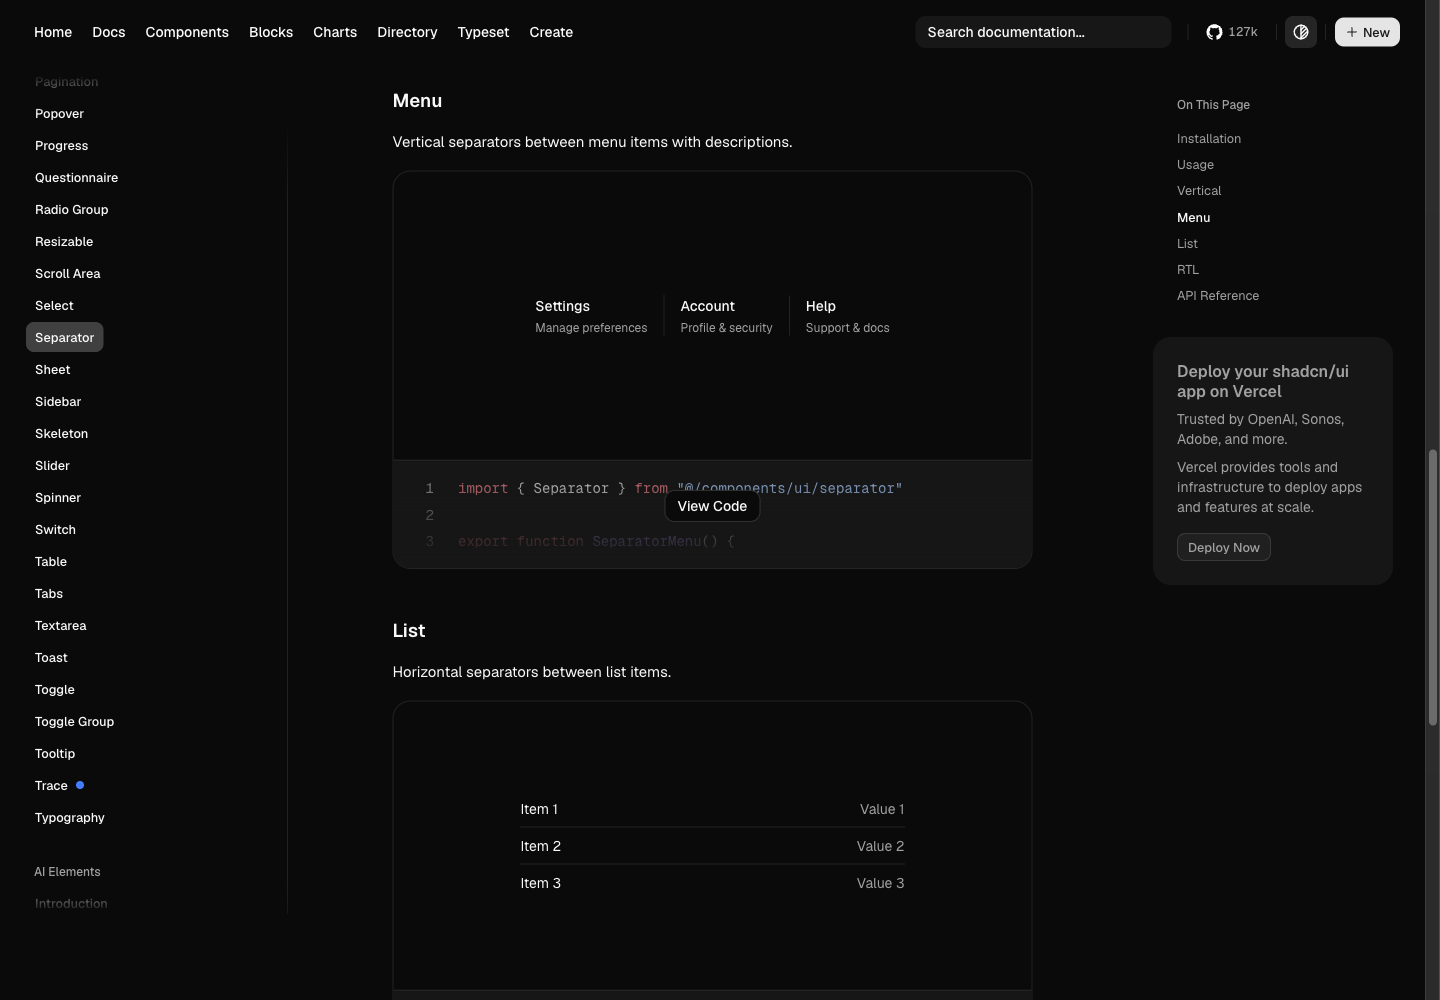 Home Docs Components Blocks Charts Directory Typeset Create
Search documentation...
127k
New
Pagination
Popover
Progress
Questionnaire
Radio Group
Resizable
Scroll Area
Select
Separator
Sheet
Sidebar
Skeleton
Slider
Spinner
Switch
Table
Tabs
Textarea
Toast
Toggle
Toggle Group
Tooltip
Trace
Typography
AI Elements
Introduction
Menu
Vertical separators between menu items with descriptions.
Settings
Manage preferences
Account
Profile & security
Help
Support & docs
1 import { Separator } from "@/components/ui/separator"
2
View Code
3 export function SeparatorMenu() {
List
Horizontal separators between list items.
Item 1 Value 1
Item 2 Value 2
Item 3 Value 3
On This Page
Installation
Usage
Vertical
Menu
List
RTL
API Reference
Deploy your shadcn/ui
app on Vercel
Trusted by OpenAI, Sonos,
Adobe, and more.
Vercel provides tools and
infrastructure to deploy apps
and features at scale.
Deploy Now